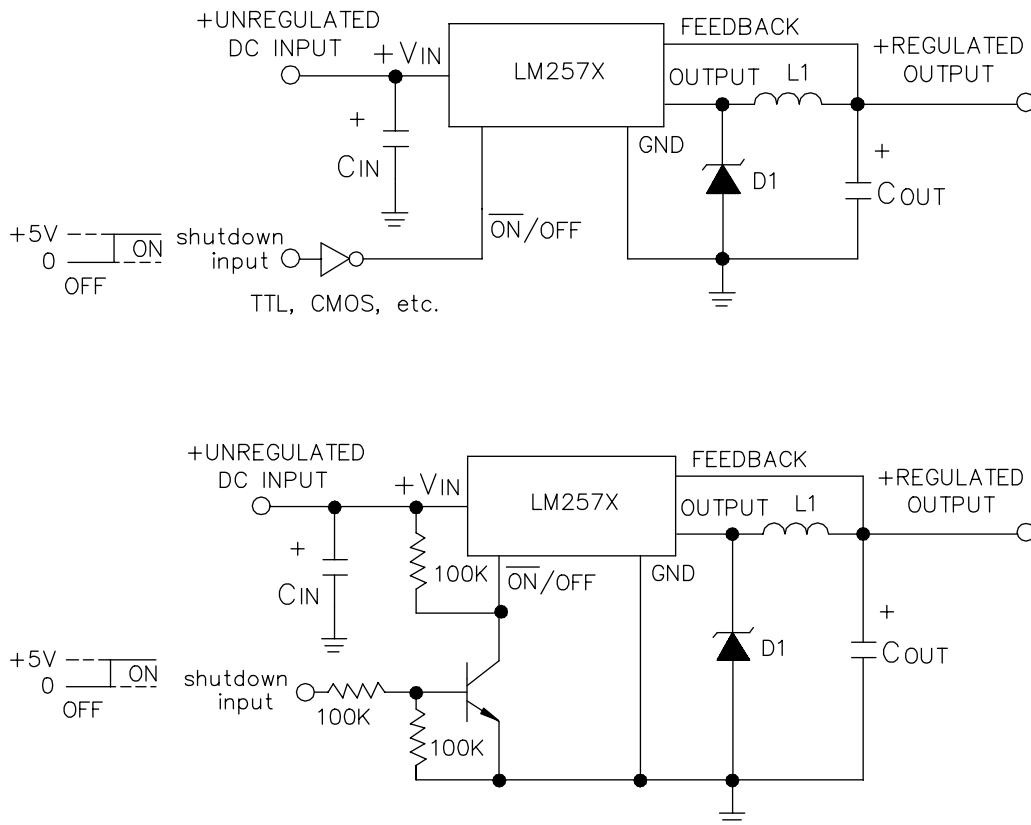 +UNREGULATED
DC INPUT
+VIN
LM257X
FEEDBACK
OUTPUT
L1
+REGULATED
OUTPUT
+
CIN
GND
D1
+
COUT
ON/OFF
+5V
0
ON
OFF
shutdown
input
TTL, CMOS, etc.
+UNREGULATED
DC INPUT
+VIN
LM257X
FEEDBACK
OUTPUT
L1
+REGULATED
OUTPUT
+
CIN
100K
ON/OFF
GND
D1
+
COUT
+5V
0
ON
OFF
shutdown
input
100K
100K